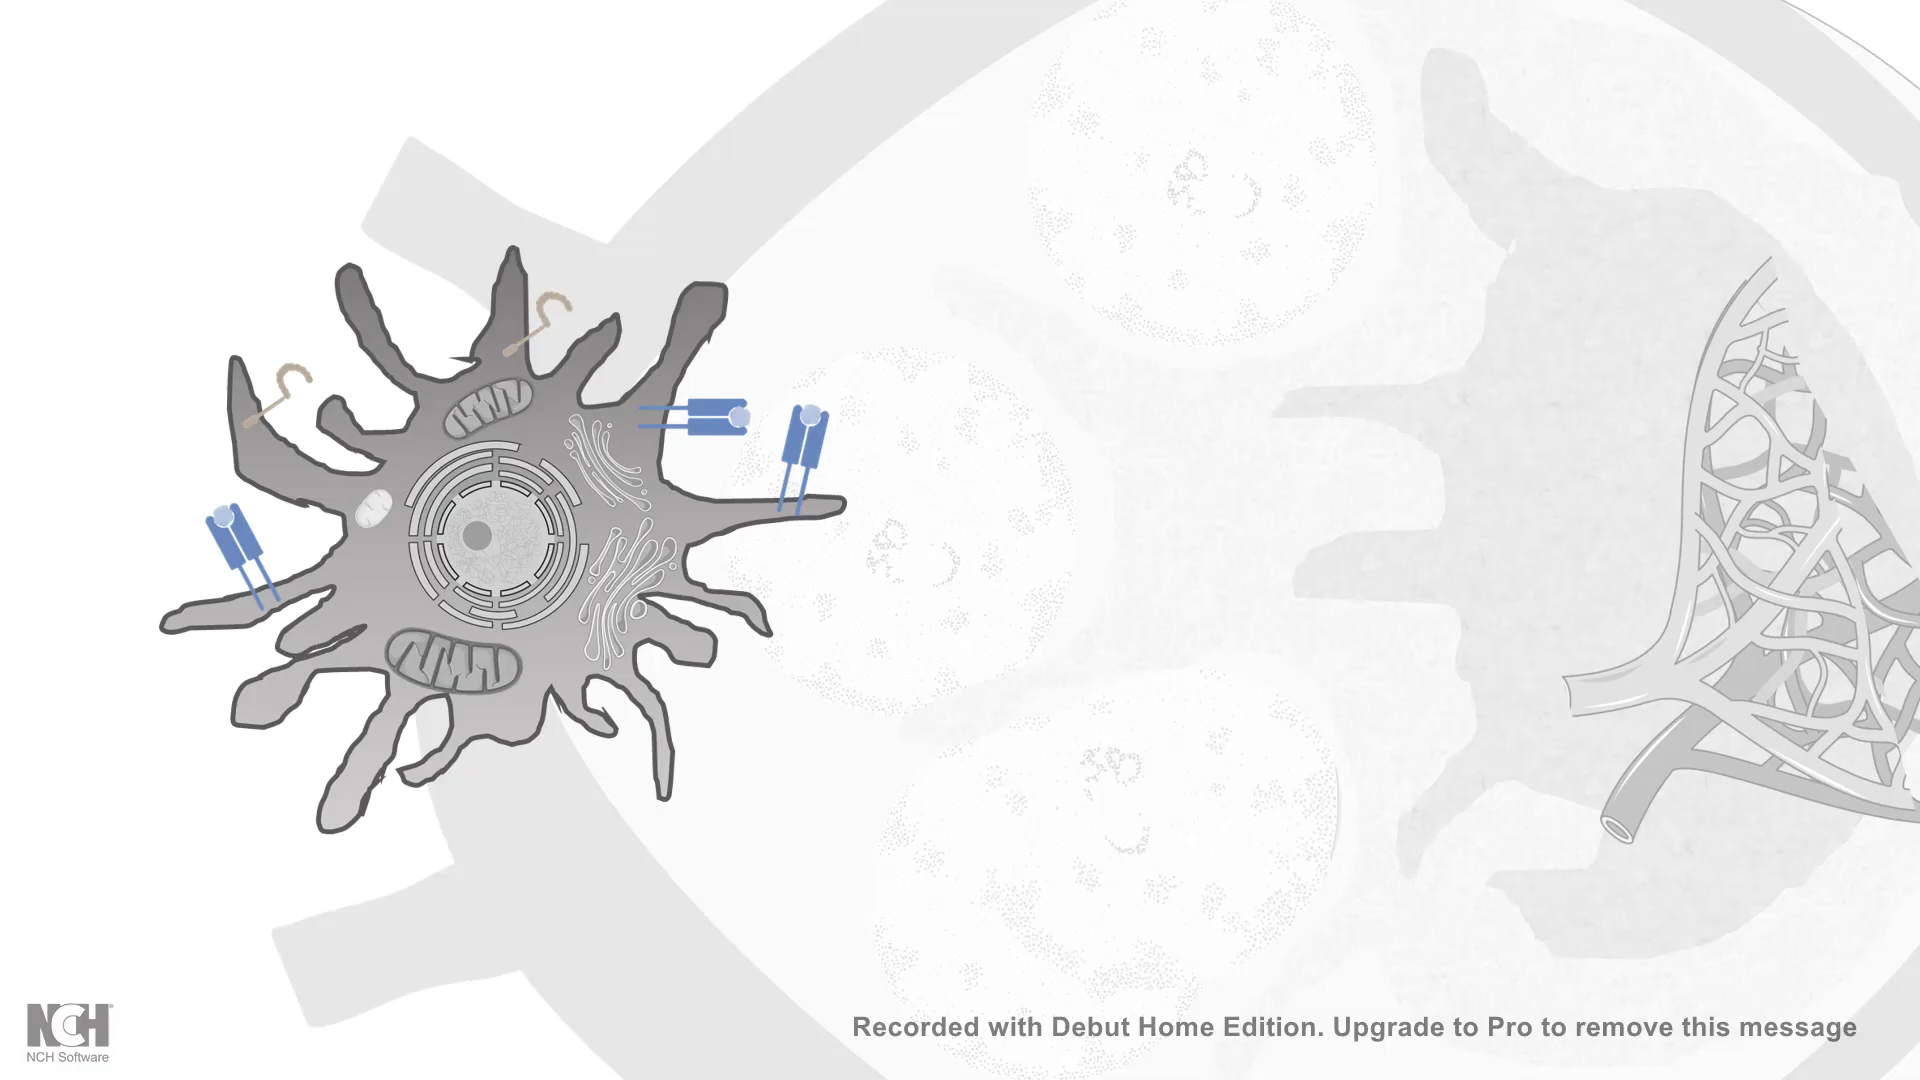 NCH
NCH Software
Recorded with Debut Home Edition. Upgrade to Pro to remove this message